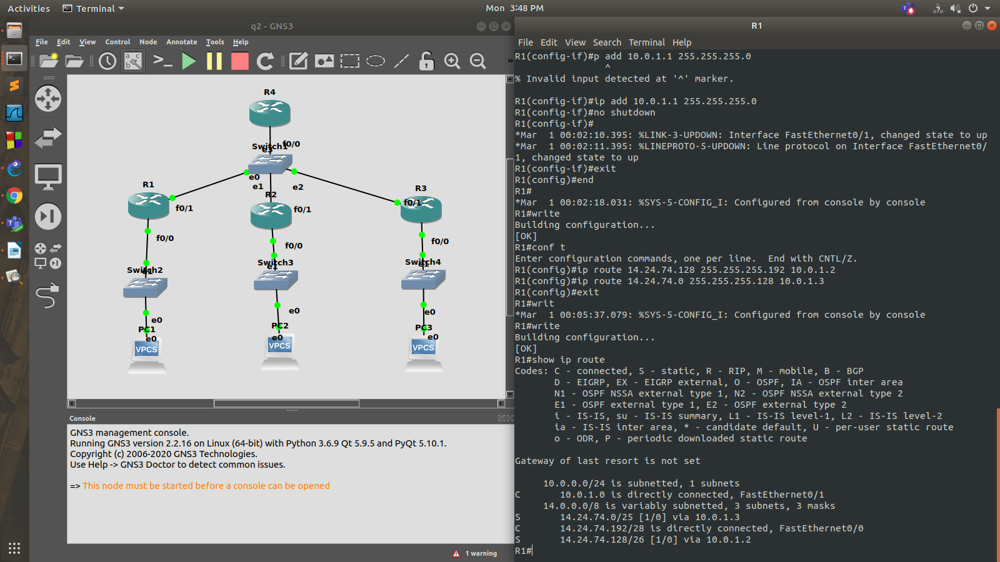 Activities
Terminal
Mon 3:48 PM
q2 - GNS3
File Edit View Control Node Annotate Tools Help
R4
Switch1
f0/0
e3
e0
e1
e2
R1
f0/1
R2
f0/1
R3
f0/1
f0/0
f0/0
f0/0
Switch2
e1
Switch3
e1
Switch4
e1
e0
e0
e0
PC1
e0
VPCS
PC2
e0
VPCS
PC3
e0
VPCS
Console
GNS3 management console.
Running GNS3 version 2.2.16 on Linux (64-bit) with Python 3.6.9 Qt 5.9.5 and PyQt 5.10.1.
Copyright (c) 2006-2020 GNS3 Technologies.
Use Help -> GNS3 Doctor to detect common issues.
=> This node must be started before a console can be opened
1 warning
R1
File Edit View Search Terminal Help
R1(config-if)#p add 10.0.1.1 255.255.255.0
^
% Invalid input detected at '^' marker.
R1(config-if)#ip add 10.0.1.1 255.255.255.0
R1(config-if)#no shutdown
R1(config-if)#
*Mar  1 00:02:10.395: %LINK-3-UPDOWN: Interface FastEthernet0/1, changed state to up
*Mar  1 00:02:11.395: %LINEPROTO-5-UPDOWN: Line protocol on Interface FastEthernet0/
1, changed state to up
R1(config-if)#exit
R1(config)#end
R1#
*Mar  1 00:02:18.031: %SYS-5-CONFIG_I: Configured from console by console
R1#write
Building configuration...
[OK]
R1#conf t
Enter configuration commands, one per line.  End with CNTL/Z.
R1(config)#ip route 14.24.74.128 255.255.255.192 10.0.1.2
R1(config)#ip route 14.24.74.0 255.255.255.128 10.0.1.3
R1(config)#exit
R1#writ
*Mar  1 00:05:37.079: %SYS-5-CONFIG_I: Configured from console by console
R1#write
Building configuration...
[OK]
R1#show ip route
Codes: C - connected, S - static, R - RIP, M - mobile, B - BGP
D - EIGRP, EX - EIGRP external, O - OSPF, IA - OSPF inter area
N1 - OSPF NSSA external type 1, N2 - OSPF NSSA external type 2
E1 - OSPF external type 1, E2 - OSPF external type 2
i - IS-IS, su - IS-IS summary, L1 - IS-IS level-1, L2 - IS-IS level-2
ia - IS-IS inter area, * - candidate default, U - per-user static route
o - ODR, P - periodic downloaded static route
Gateway of last resort is not set
10.0.0.0/24 is subnetted, 1 subnets
C 10.0.1.0 is directly connected, FastEthernet0/1
14.0.0.0/8 is variably subnetted, 3 subnets, 3 masks
S 14.24.74.0/25 [1/0] via 10.0.1.3
C 14.24.74.192/28 is directly connected, FastEthernet0/0
S 14.24.74.128/26 [1/0] via 10.0.1.2
R1#